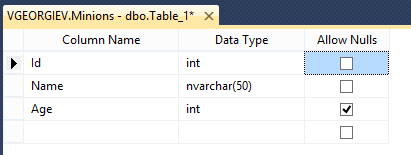 VGEORGIEV.Minions - dbo.Table_1*
Column Name Data Type Allow Nulls
Id int
Name nvarchar(50)
Age int